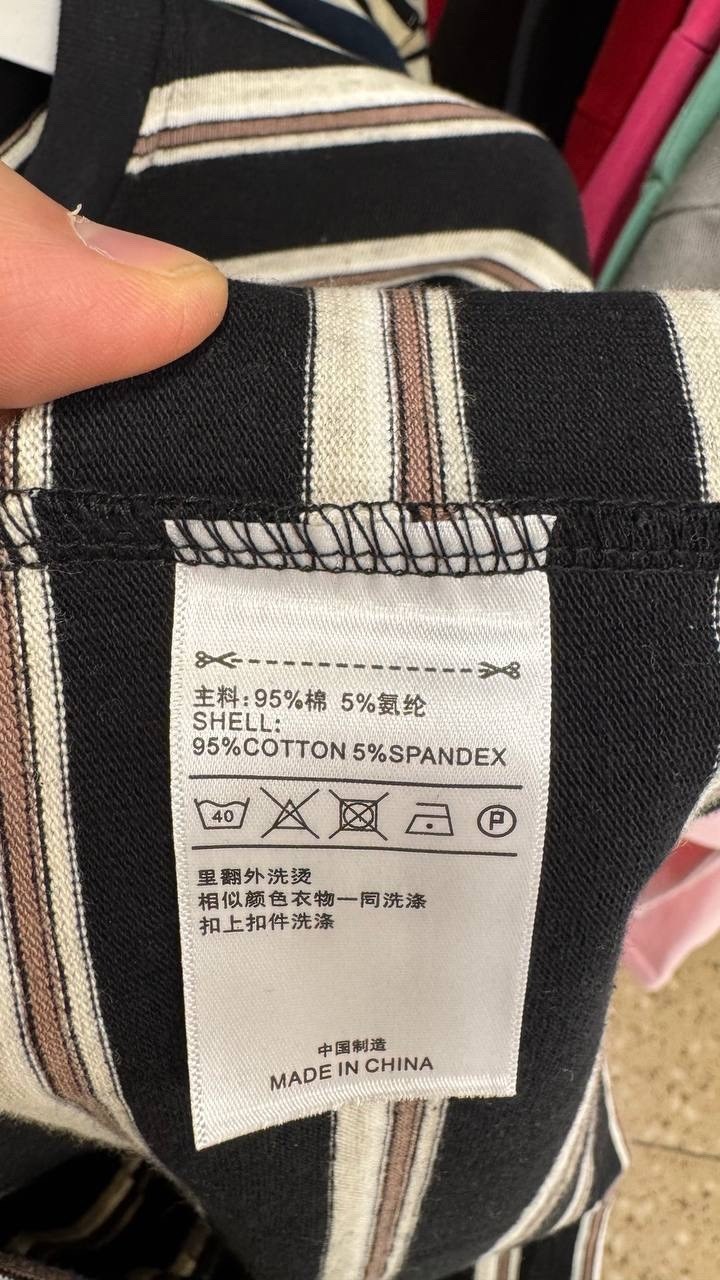 主料:95%棉 5%氨纶
SHELL:
95%COTTON 5%SPANDEX
40 P
里翻外洗烫
相似颜色衣物一同洗涤
扣上扣件洗涤
中国制造
MADE IN CHINA